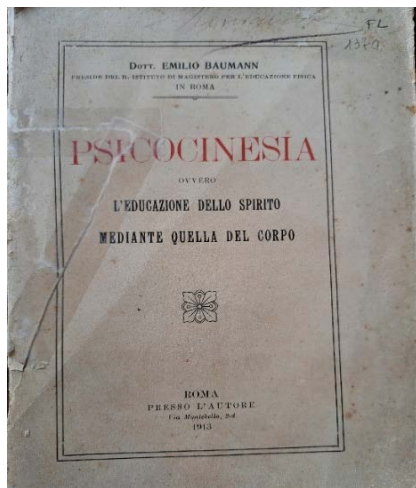 FL
1370
Dott. EMILIO BAUMANN
PRESIDE DEL R. ISTITUTO DI MAGISTERO PER L'EDUCAZIONE FISICA
IN ROMA
PSICOCINESÍA
OVVERO
L'EDUCAZIONE DELLO SPIRITO
MEDIANTE QUELLA DEL CORPO
ROMA
PRESSO L'AUTORE
Via Montebello, 2-4
1913